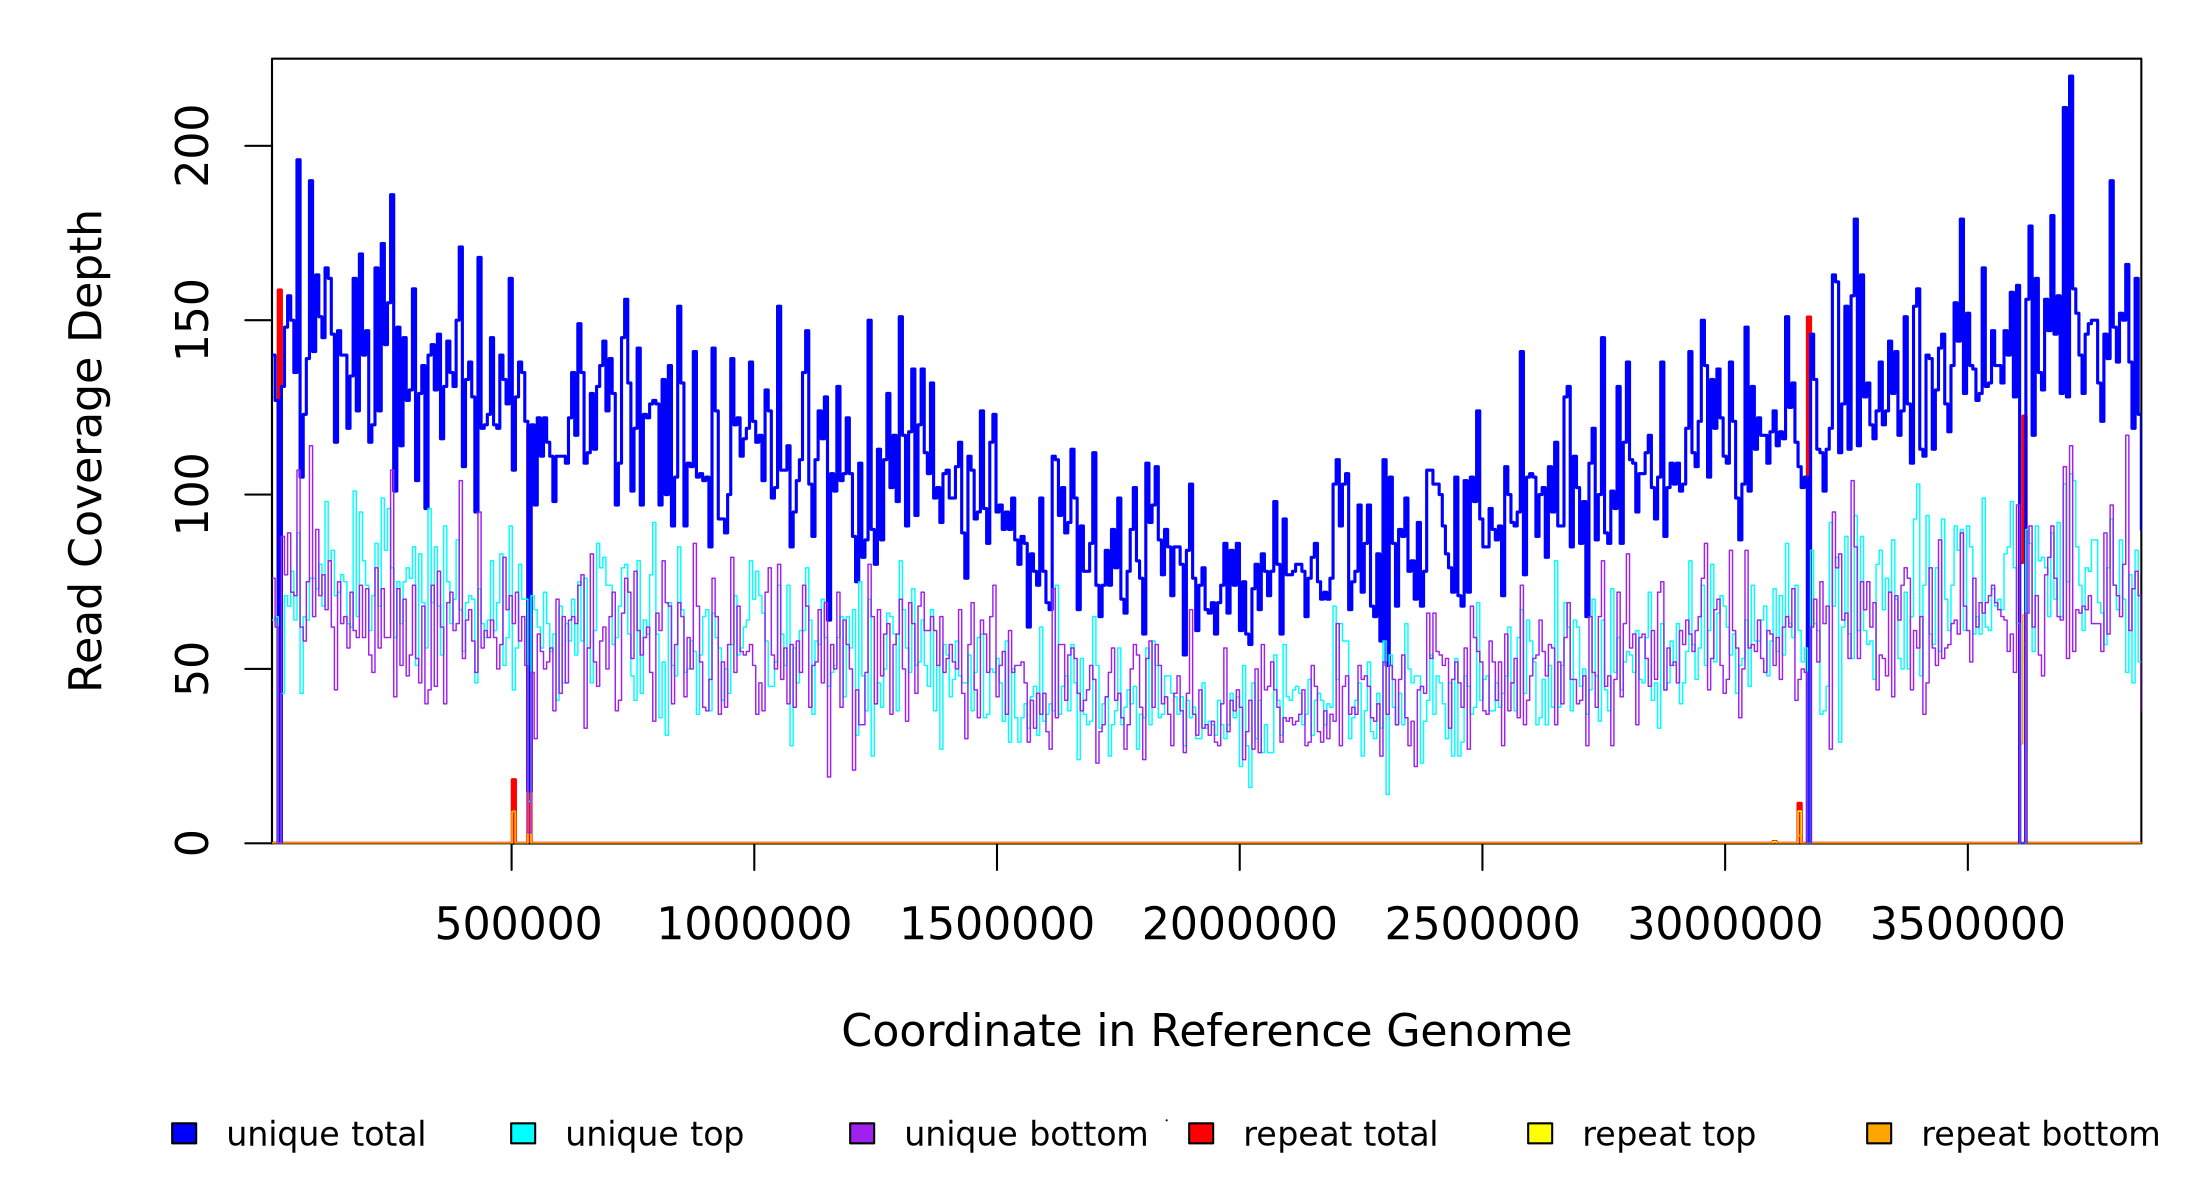 Read Coverage Depth
200
150
100
50
0
500000 1000000 1500000 2000000 2500000 3000000 3500000
Coordinate in Reference Genome
unique total unique top unique bottom repeat total repeat top repeat bottom